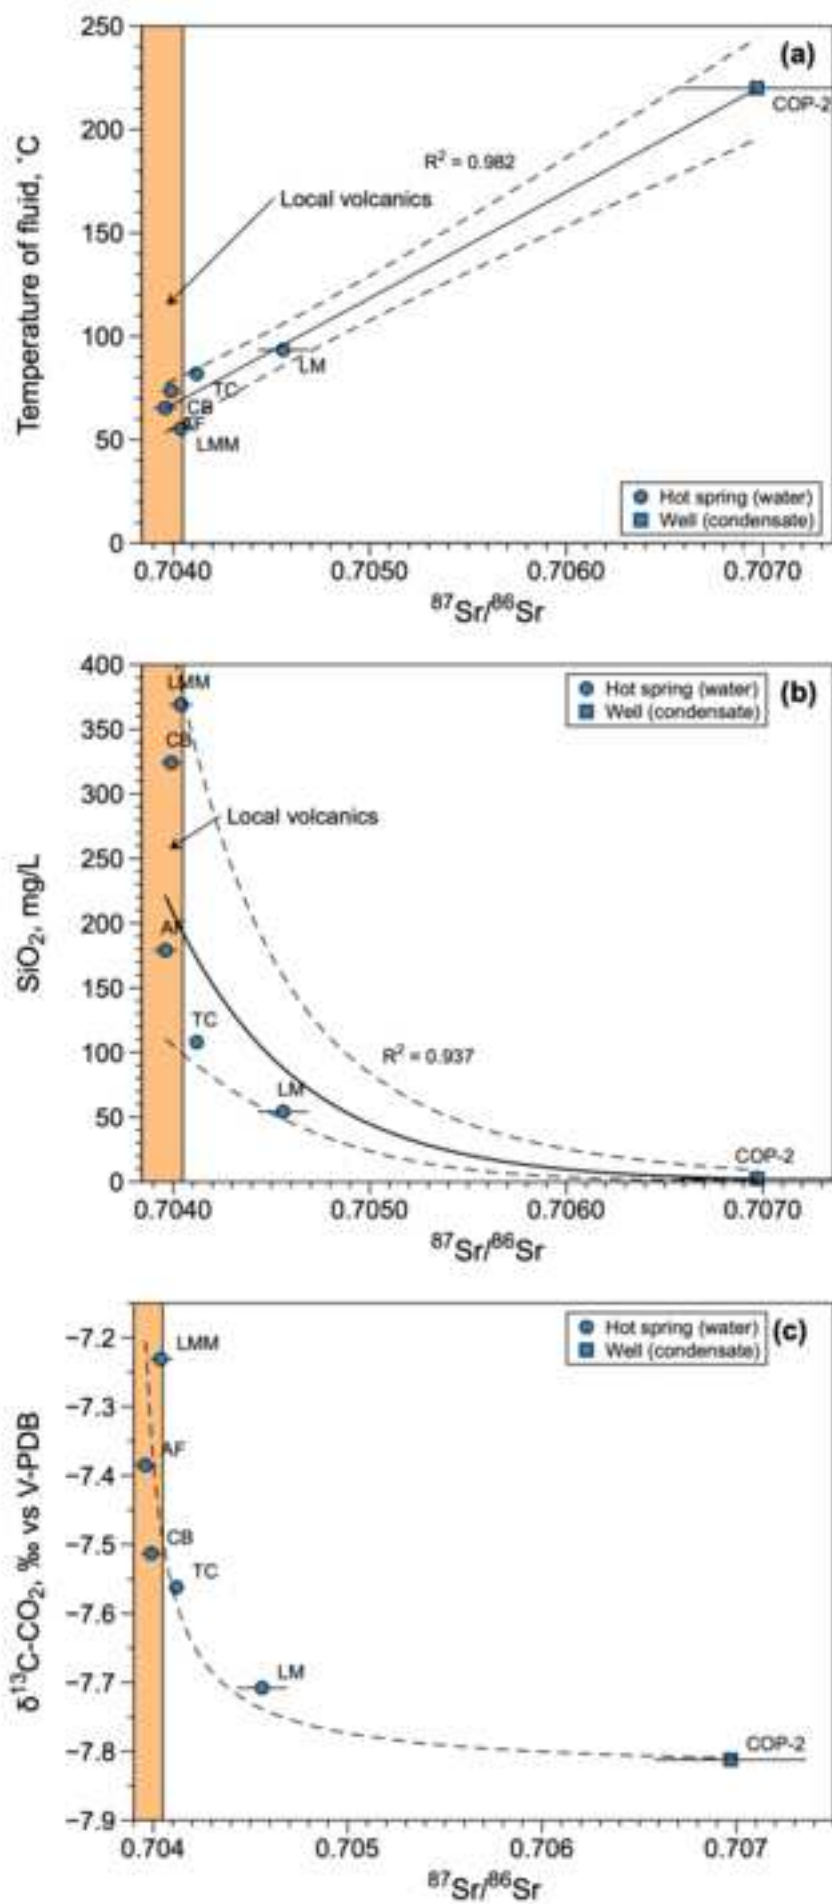 250
(a)
200
COP-2
R² = 0.982
Local volcanics
150
100
LM
TC
CB
AF
LMM
50
Hot spring (water)
Well (condensate)
0
0.7040 0.7050 0.7060 0.7070
⁸⁷Sr/⁸⁶Sr
Temperature of fluid, °C
400
LMM
Hot spring (water)
Well (condensate)
(b)
350
CB
300
Local volcanics
250
200
AF
150
TC
100
R² = 0.937
LM
50
COP-2
0
0.7040 0.7050 0.7060 0.7070
⁸⁷Sr/⁸⁶Sr
SiO₂, mg/L
Hot spring (water)
Well (condensate)
(c)
−7.2
LMM
−7.3
AF
−7.4
−7.5
CB
TC
−7.6
−7.7
LM
−7.8
COP-2
−7.9
0.704 0.705 0.706 0.707
⁸⁷Sr/⁸⁶Sr
δ¹³C-CO₂, ‰ vs V-PDB